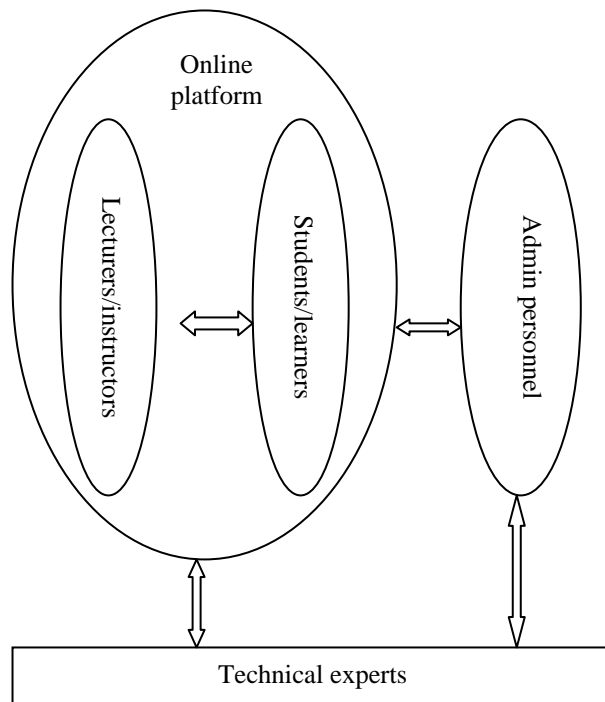 Online
platform
Lecturers/instructors
Students/learners
Admin personnel
Technical experts